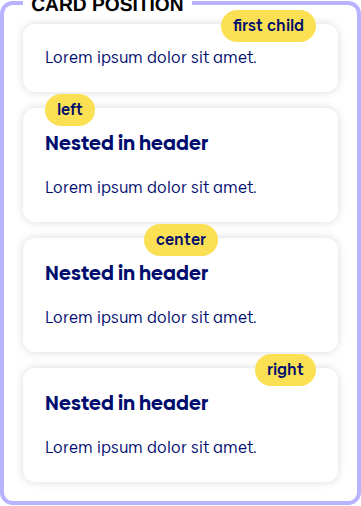 CARD POSITION
first child
Lorem ipsum dolor sit amet.
left
Nested in header
Lorem ipsum dolor sit amet.
center
Nested in header
Lorem ipsum dolor sit amet.
right
Nested in header
Lorem ipsum dolor sit amet.